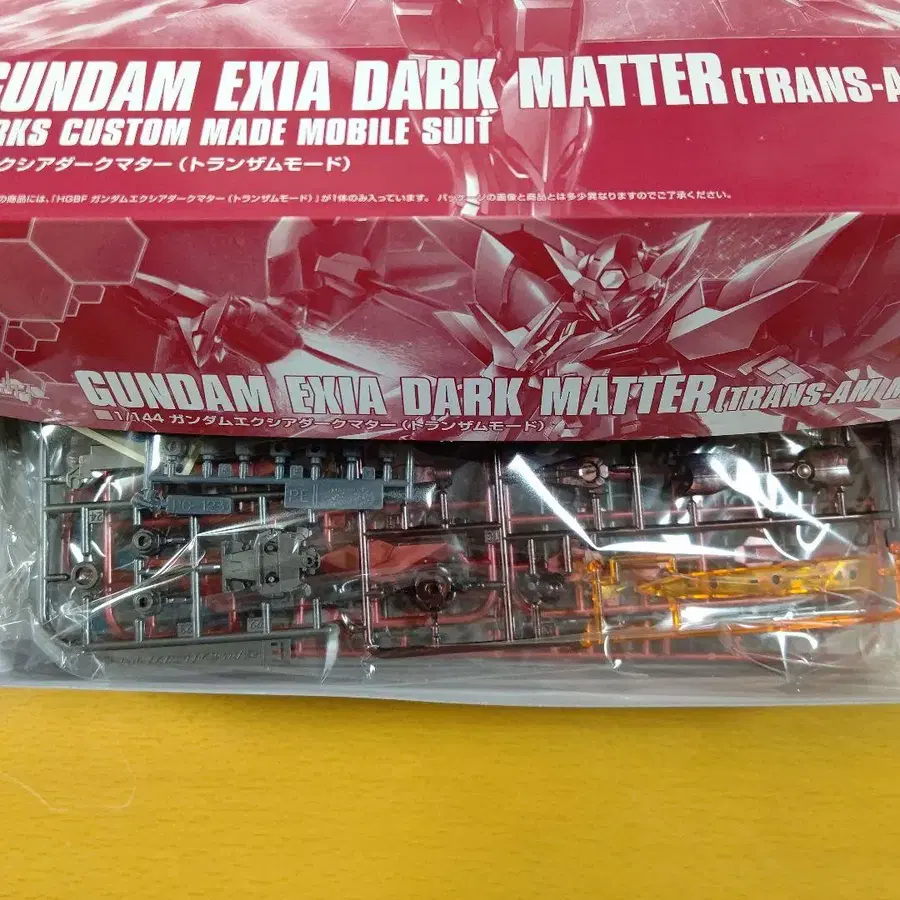 GUNDAM EXIA DARK MATTER (TRANS-A
RKS CUSTOM MADE MOBILE SUIT
クシアダークマター（トランザムモード）
の商品には、「HGBF ガンダムエクシアダークマター（トランザムモード）」が1体のみ入っています。 パッケージの画像と商品とは多少異なりますのでご了承ください。
GUNDAM EXIA DARK MATTER (TRANS-AM M
■1/144 ガンダムエクシアダークマター（トランザムモード）
PE